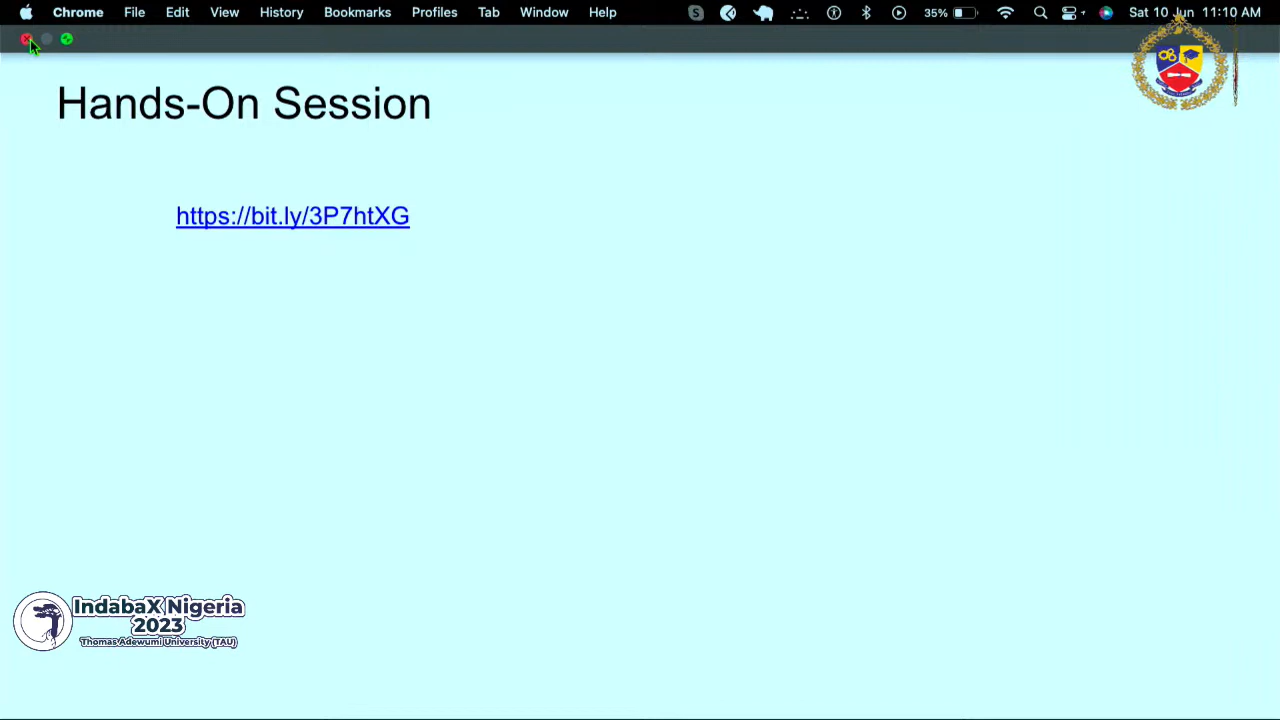 Chrome File Edit View History Bookmarks Profiles Tab Window Help 35% Sat 10 Jun 11:10 AM
Hands-On Session
https://bit.ly/3P7htXG
IndabaX Nigeria
2023
Thomas Adewumi University (TAU)